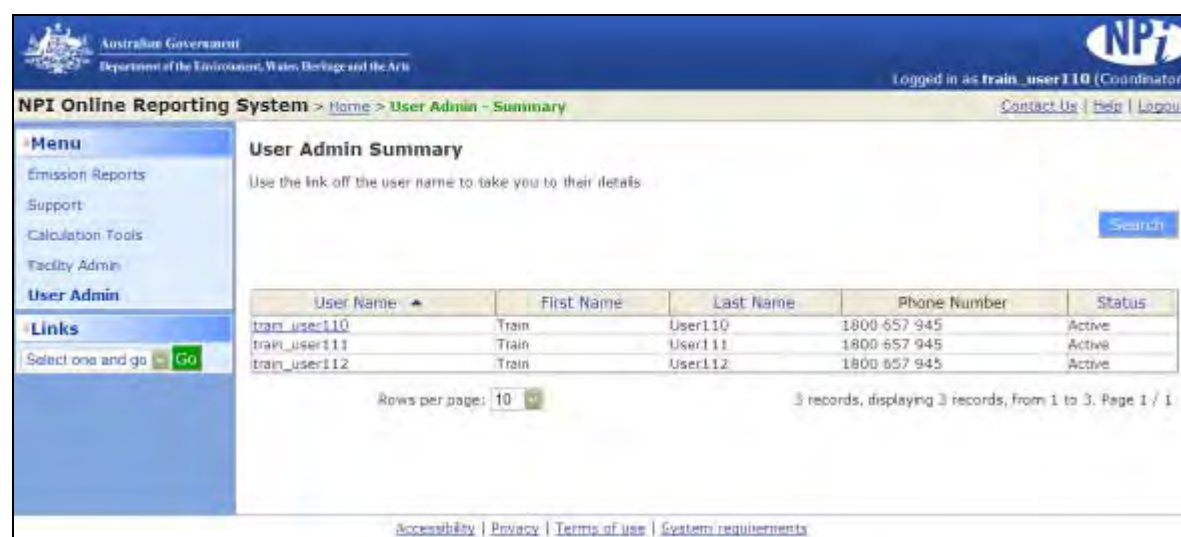 Australian Government
Department of the Environment, Water, Heritage and the Arts
NPi
Logged in as train_user110 (Coordinator
NPI Online Reporting System > Home > User Admin - Summary
Contact Us | Help | Logou
Menu
Emission Reports
Support
Calculation Tools
Facility Admin
User Admin
Links
Select one and go Go
User Admin Summary
Use the link off the user name to take you to their details
Search
User Name First Name Last Name Phone Number Status
train_user110 Train User110 1800 657 945 Active
train_user111 Train User111 1800 657 945 Active
train_user112 Train User112 1800 657 945 Active
Rows per page: 10
3 records, displaying 3 records, from 1 to 3. Page 1 / 1
Accessibility | Privacy | Terms of use | System requirements